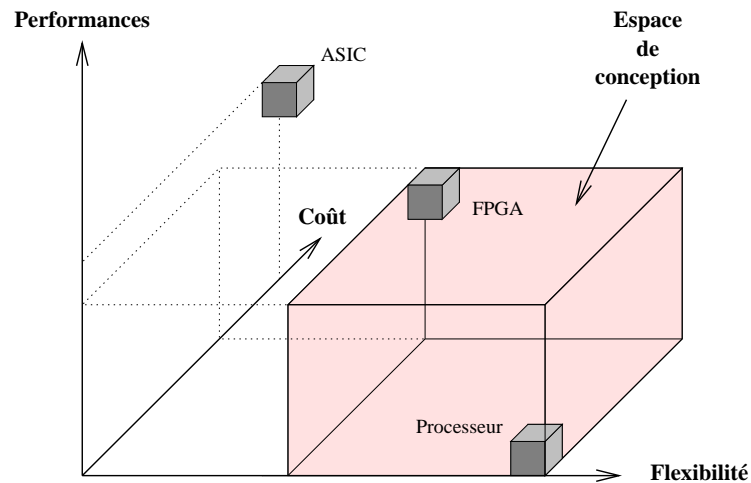 Performances
Espace
de
conception
ASIC
Coût
FPGA
Processeur
Flexibilité